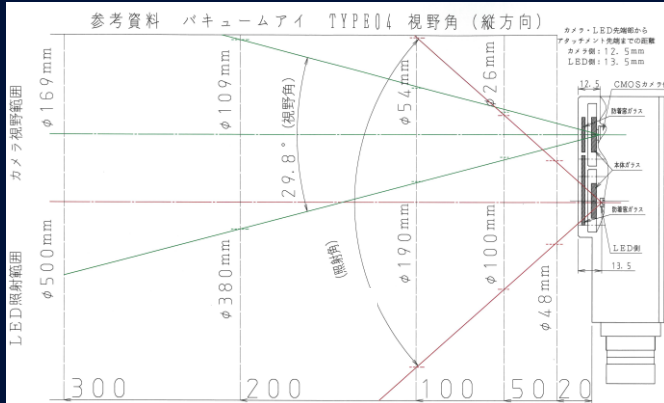 参考資料 バキュームアイ TYPE04 視野角(縦方向)
カメラ・LED先端部から
アタッチメント先端までの距離
カメラ側:12.5mm
LED側:13.5mm
カメラ視野範囲
φ169mm
φ109mm
29.8°(視野角)
φ54mm
φ26mm
12.5
CMOSカメラ側
防着窓ガラス
本体ガラス
防着窓ガラス
LED側
13.5
LED照射範囲
φ500mm
φ380mm
(照射角)
φ190mm
φ100mm
φ48mm
300
200
100
50
20